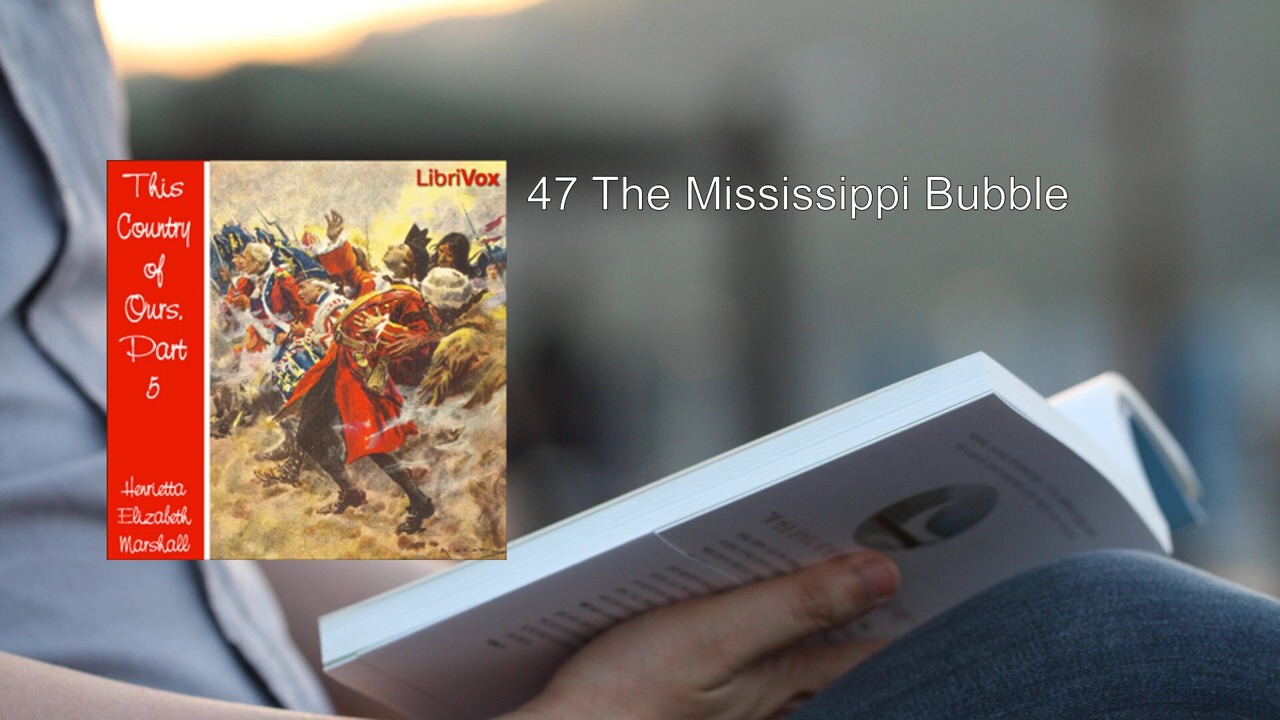 This
Country
of
Ours,
Part
5
Henrietta
Elizabeth
Marshall
LibriVox
47 The Mississippi Bubble